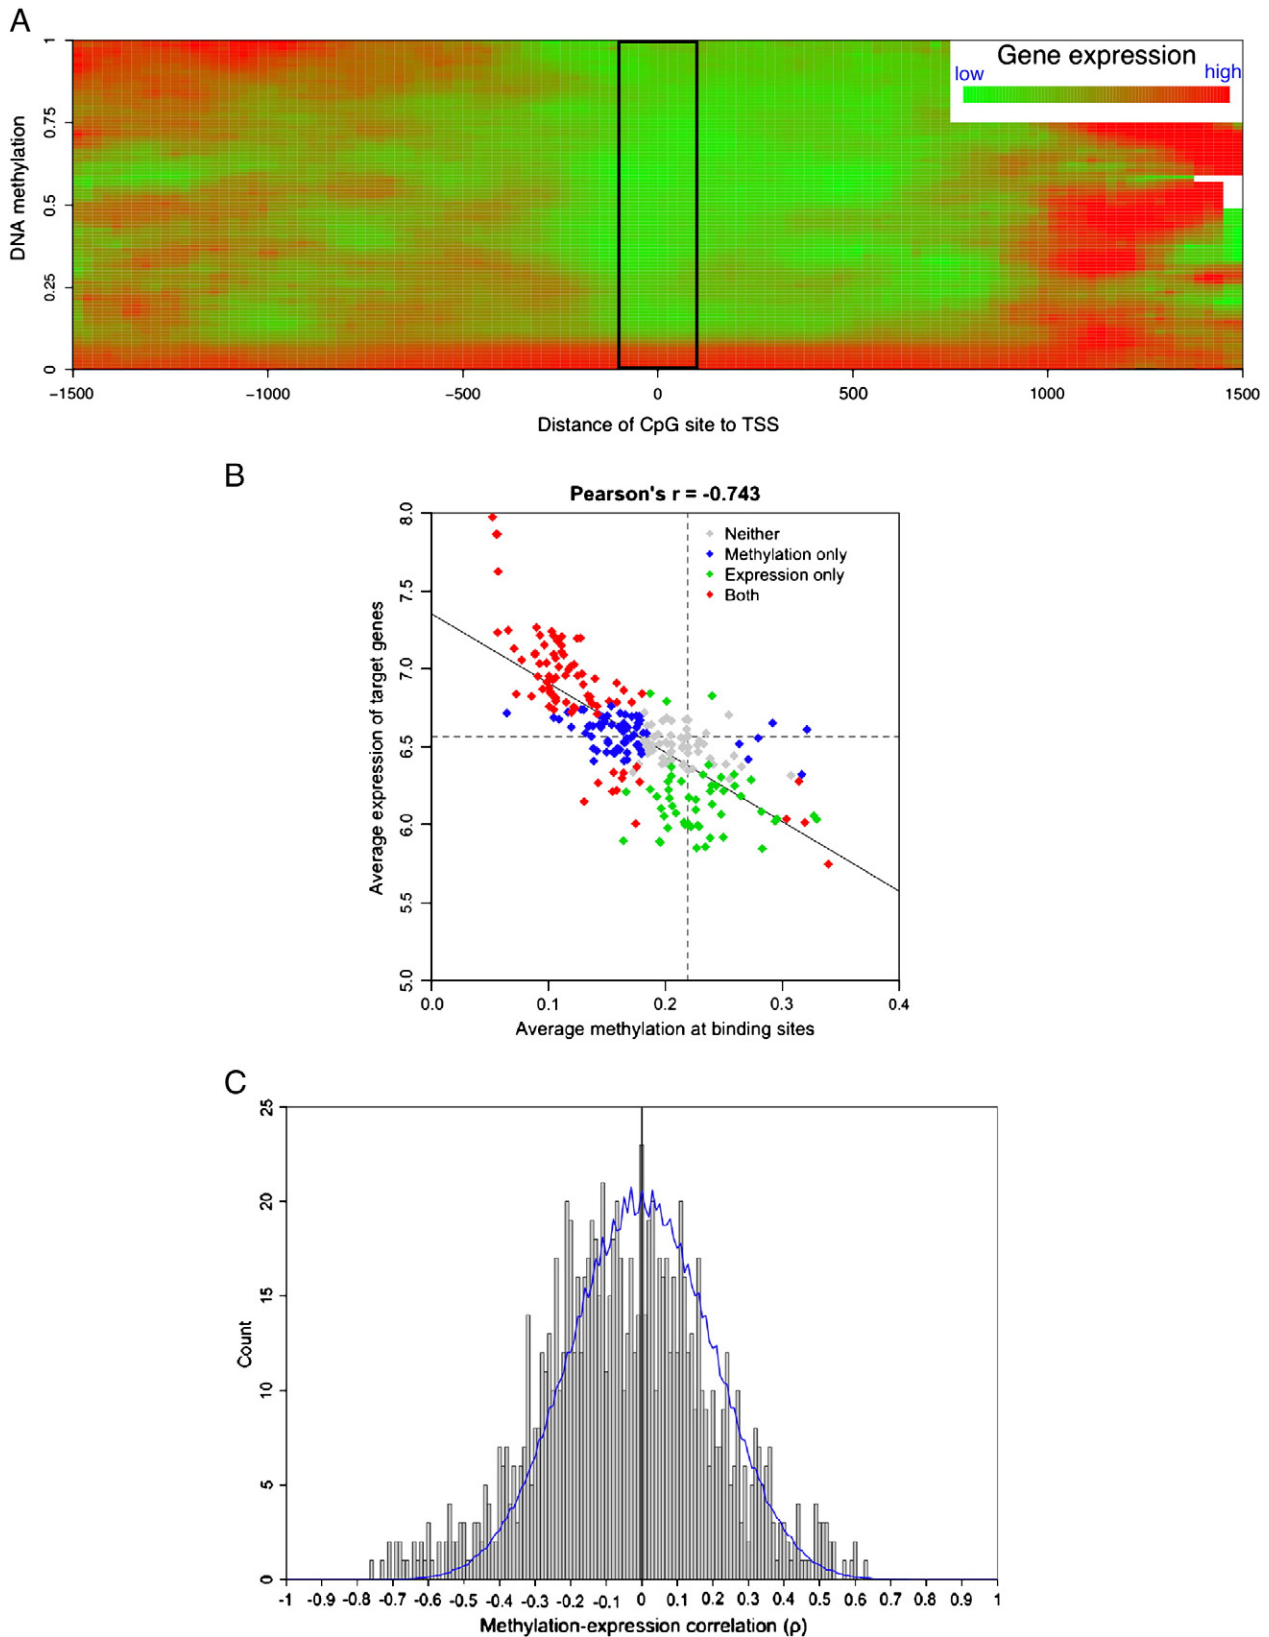 A
Gene expression
low high
DNA methylation
1
0.75
0.5
0.25
0
−1500 −1000 −500 0 500 1000 1500
Distance of CpG site to TSS
B
Pearson's r = -0.743
Neither
Methylation only
Expression only
Both
Average expression of target genes
8.0
7.5
7.0
6.5
6.0
5.5
5.0
0.0 0.1 0.2 0.3 0.4
Average methylation at binding sites
C
Count
25
20
15
10
5
0
-1 -0.9 -0.8 -0.7 -0.6 -0.5 -0.4 -0.3 -0.2 -0.1 0 0.1 0.2 0.3 0.4 0.5 0.6 0.7 0.8 0.9 1
Methylation-expression correlation (ρ)